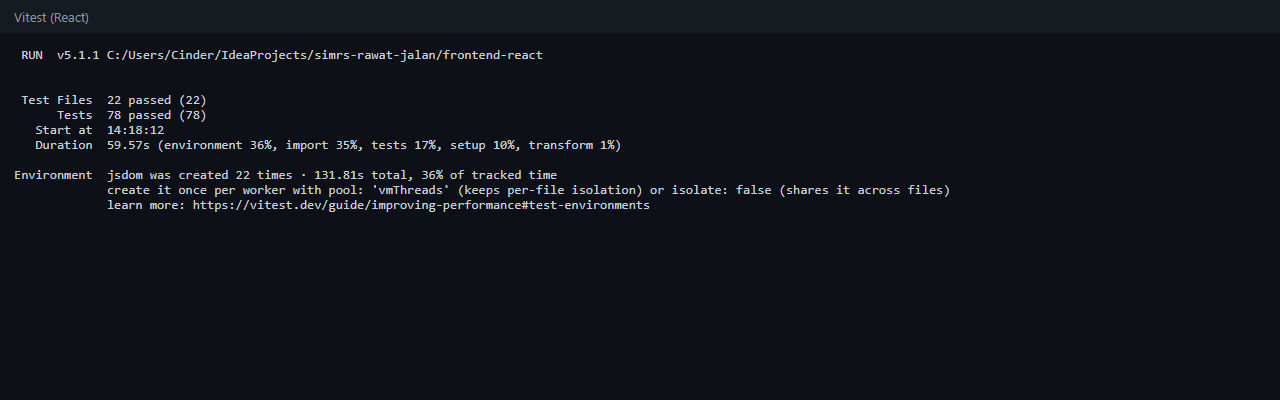 Vitest (React)
RUN v5.1.1 C:/Users/Cinder/IdeaProjects/simrs-rawat-jalan/frontend-react
Test Files 22 passed (22)
Tests 78 passed (78)
Start at 14:18:12
Duration 59.57s (environment 36%, import 35%, tests 17%, setup 10%, transform 1%)
Environment jsdom was created 22 times · 131.81s total, 36% of tracked time
create it once per worker with pool: 'vmThreads' (keeps per-file isolation) or isolate: false (shares it across files)
learn more: https://vitest.dev/guide/improving-performance#test-environments